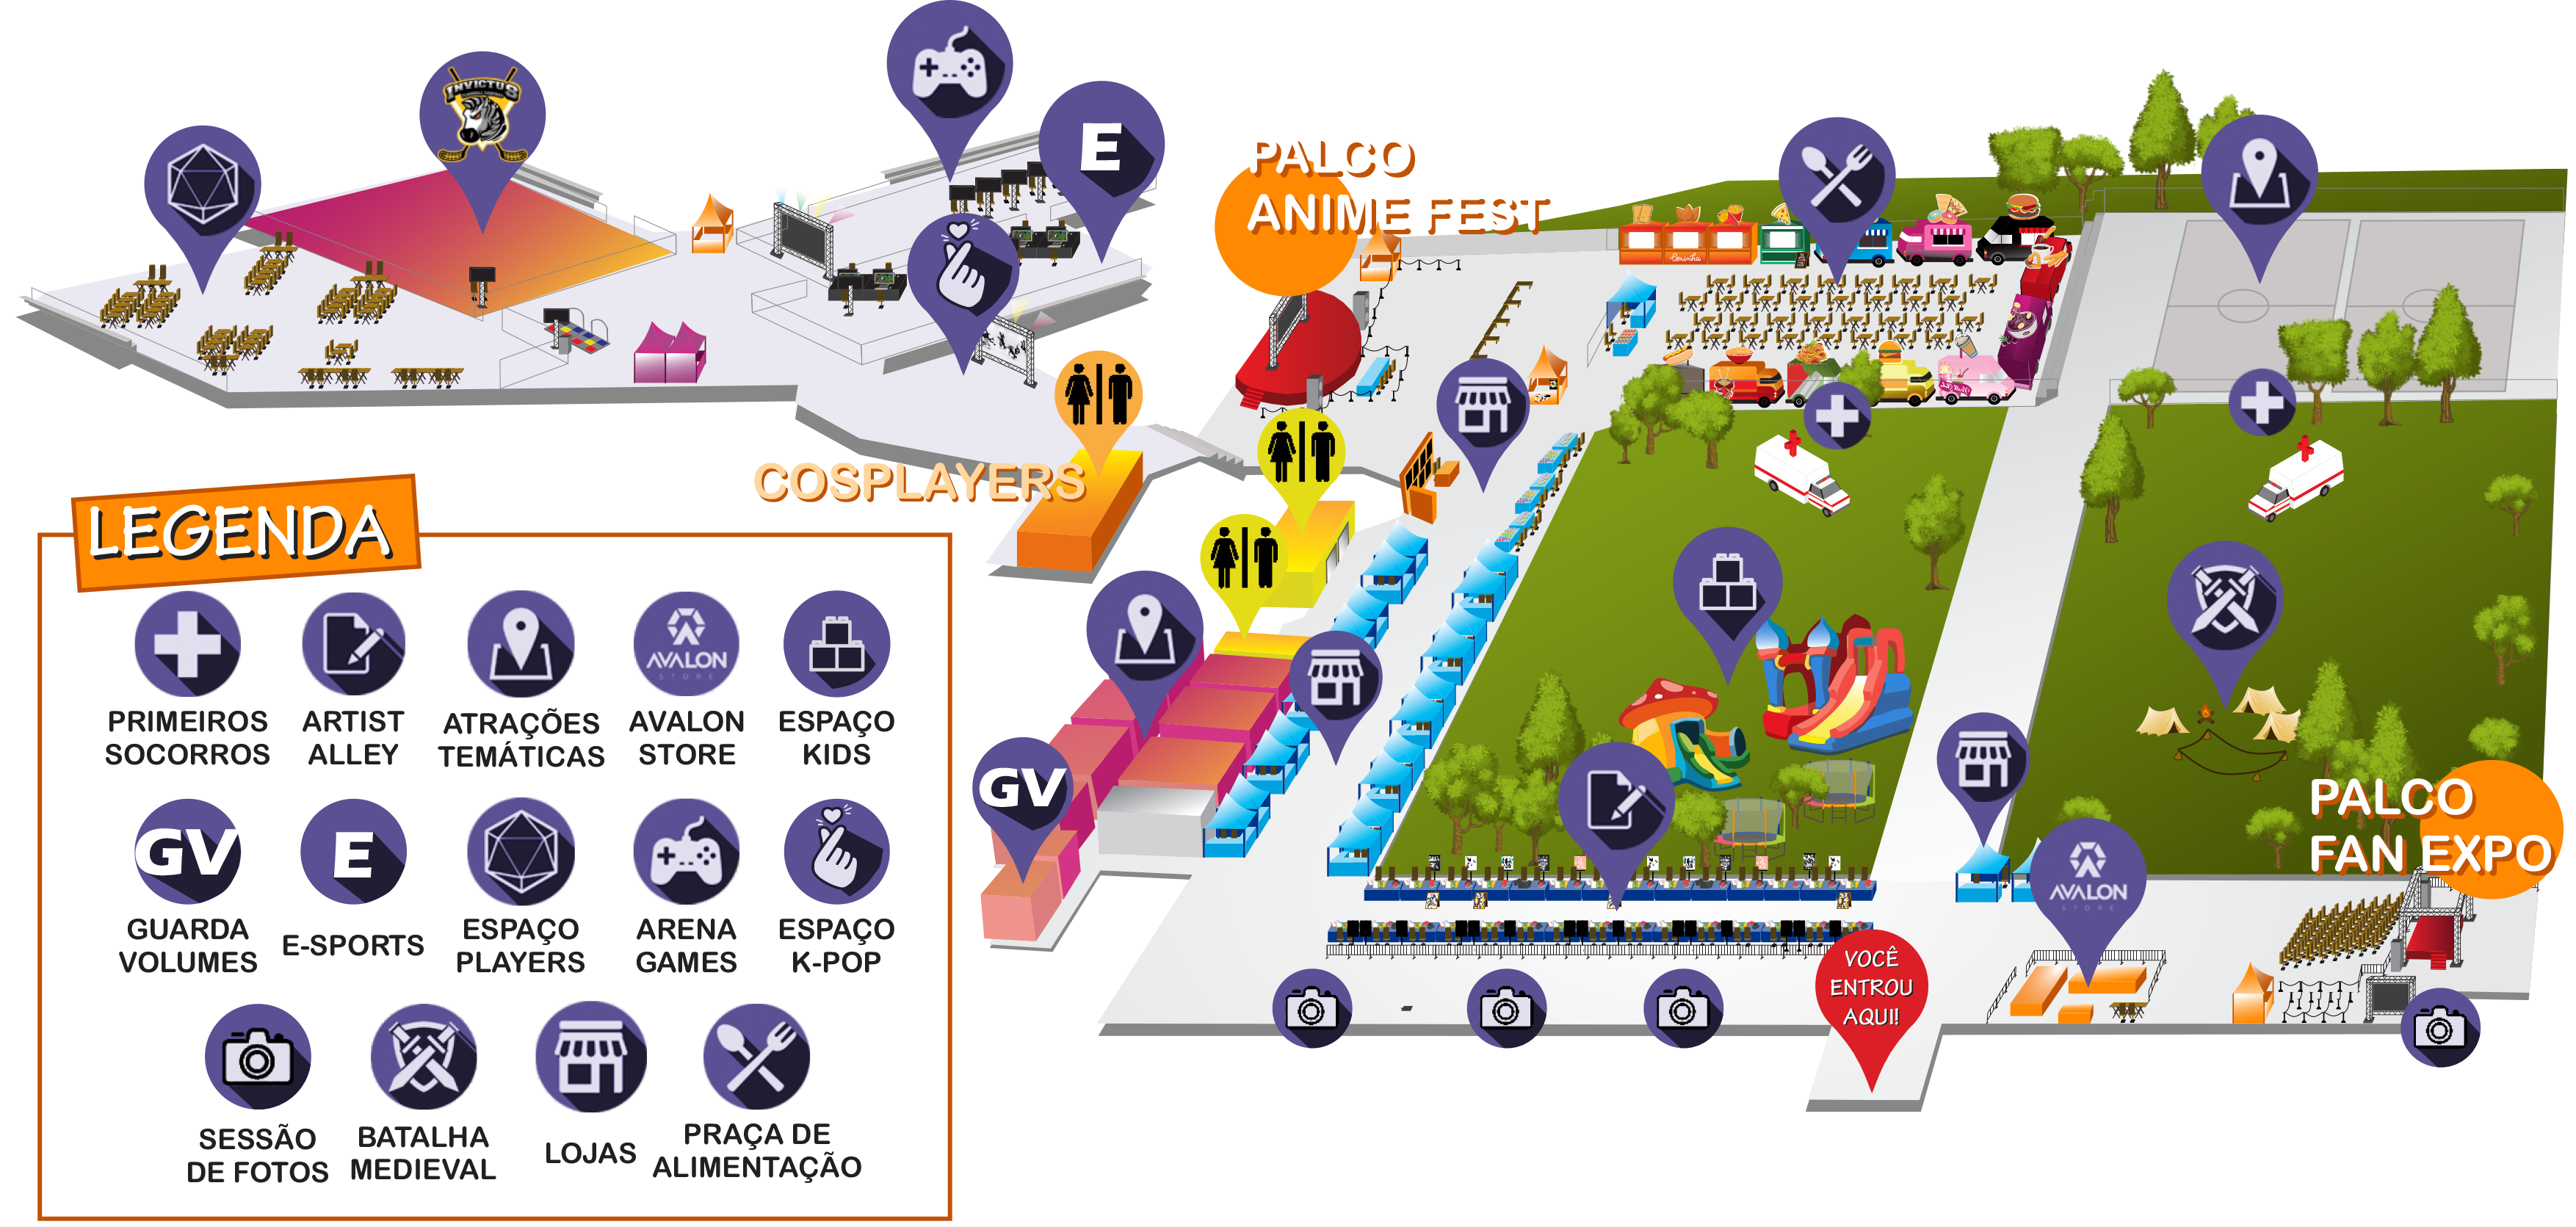 INVICTUS
E
PALCO
ANIME FEST
COSPLAYERS
GV
PALCO
FAN EXPO
AVALON
STORE
VOCÊ
ENTROU
AQUI!
LEGENDA
PRIMEIROS
SOCORROS
ARTIST
ALLEY
ATRAÇÕES
TEMÁTICAS
AVALON
STORE
AVALON
STORE
ESPAÇO
KIDS
GV
GUARDA
VOLUMES
E
E-SPORTS
ESPAÇO
PLAYERS
ARENA
GAMES
ESPAÇO
K-POP
SESSÃO
DE FOTOS
BATALHA
MEDIEVAL
LOJAS
PRAÇA DE
ALIMENTAÇÃO